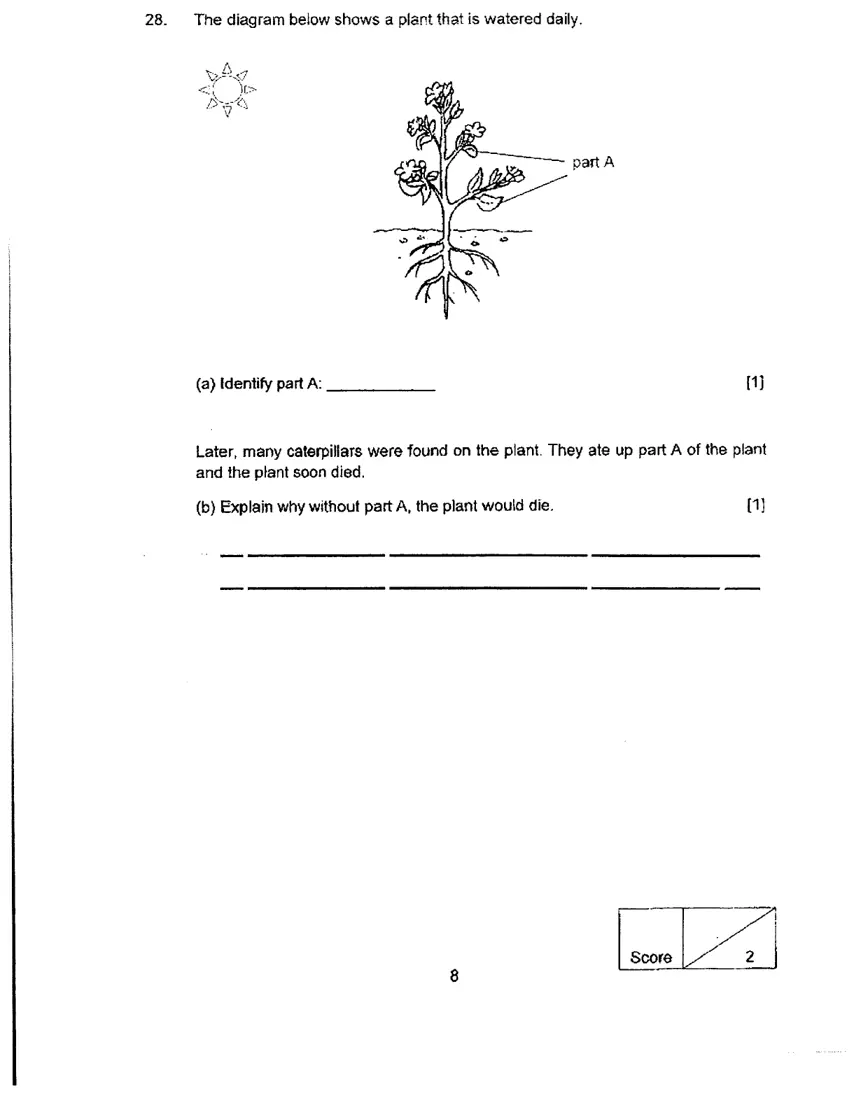 28. The diagram below shows a plant that is watered daily.
part A
(a) Identify part A: ____________ [1]
Later, many caterpillars were found on the plant. They ate up part A of the plant
and the plant soon died.
(b) Explain why without part A, the plant would die. [1]
Score 2
8